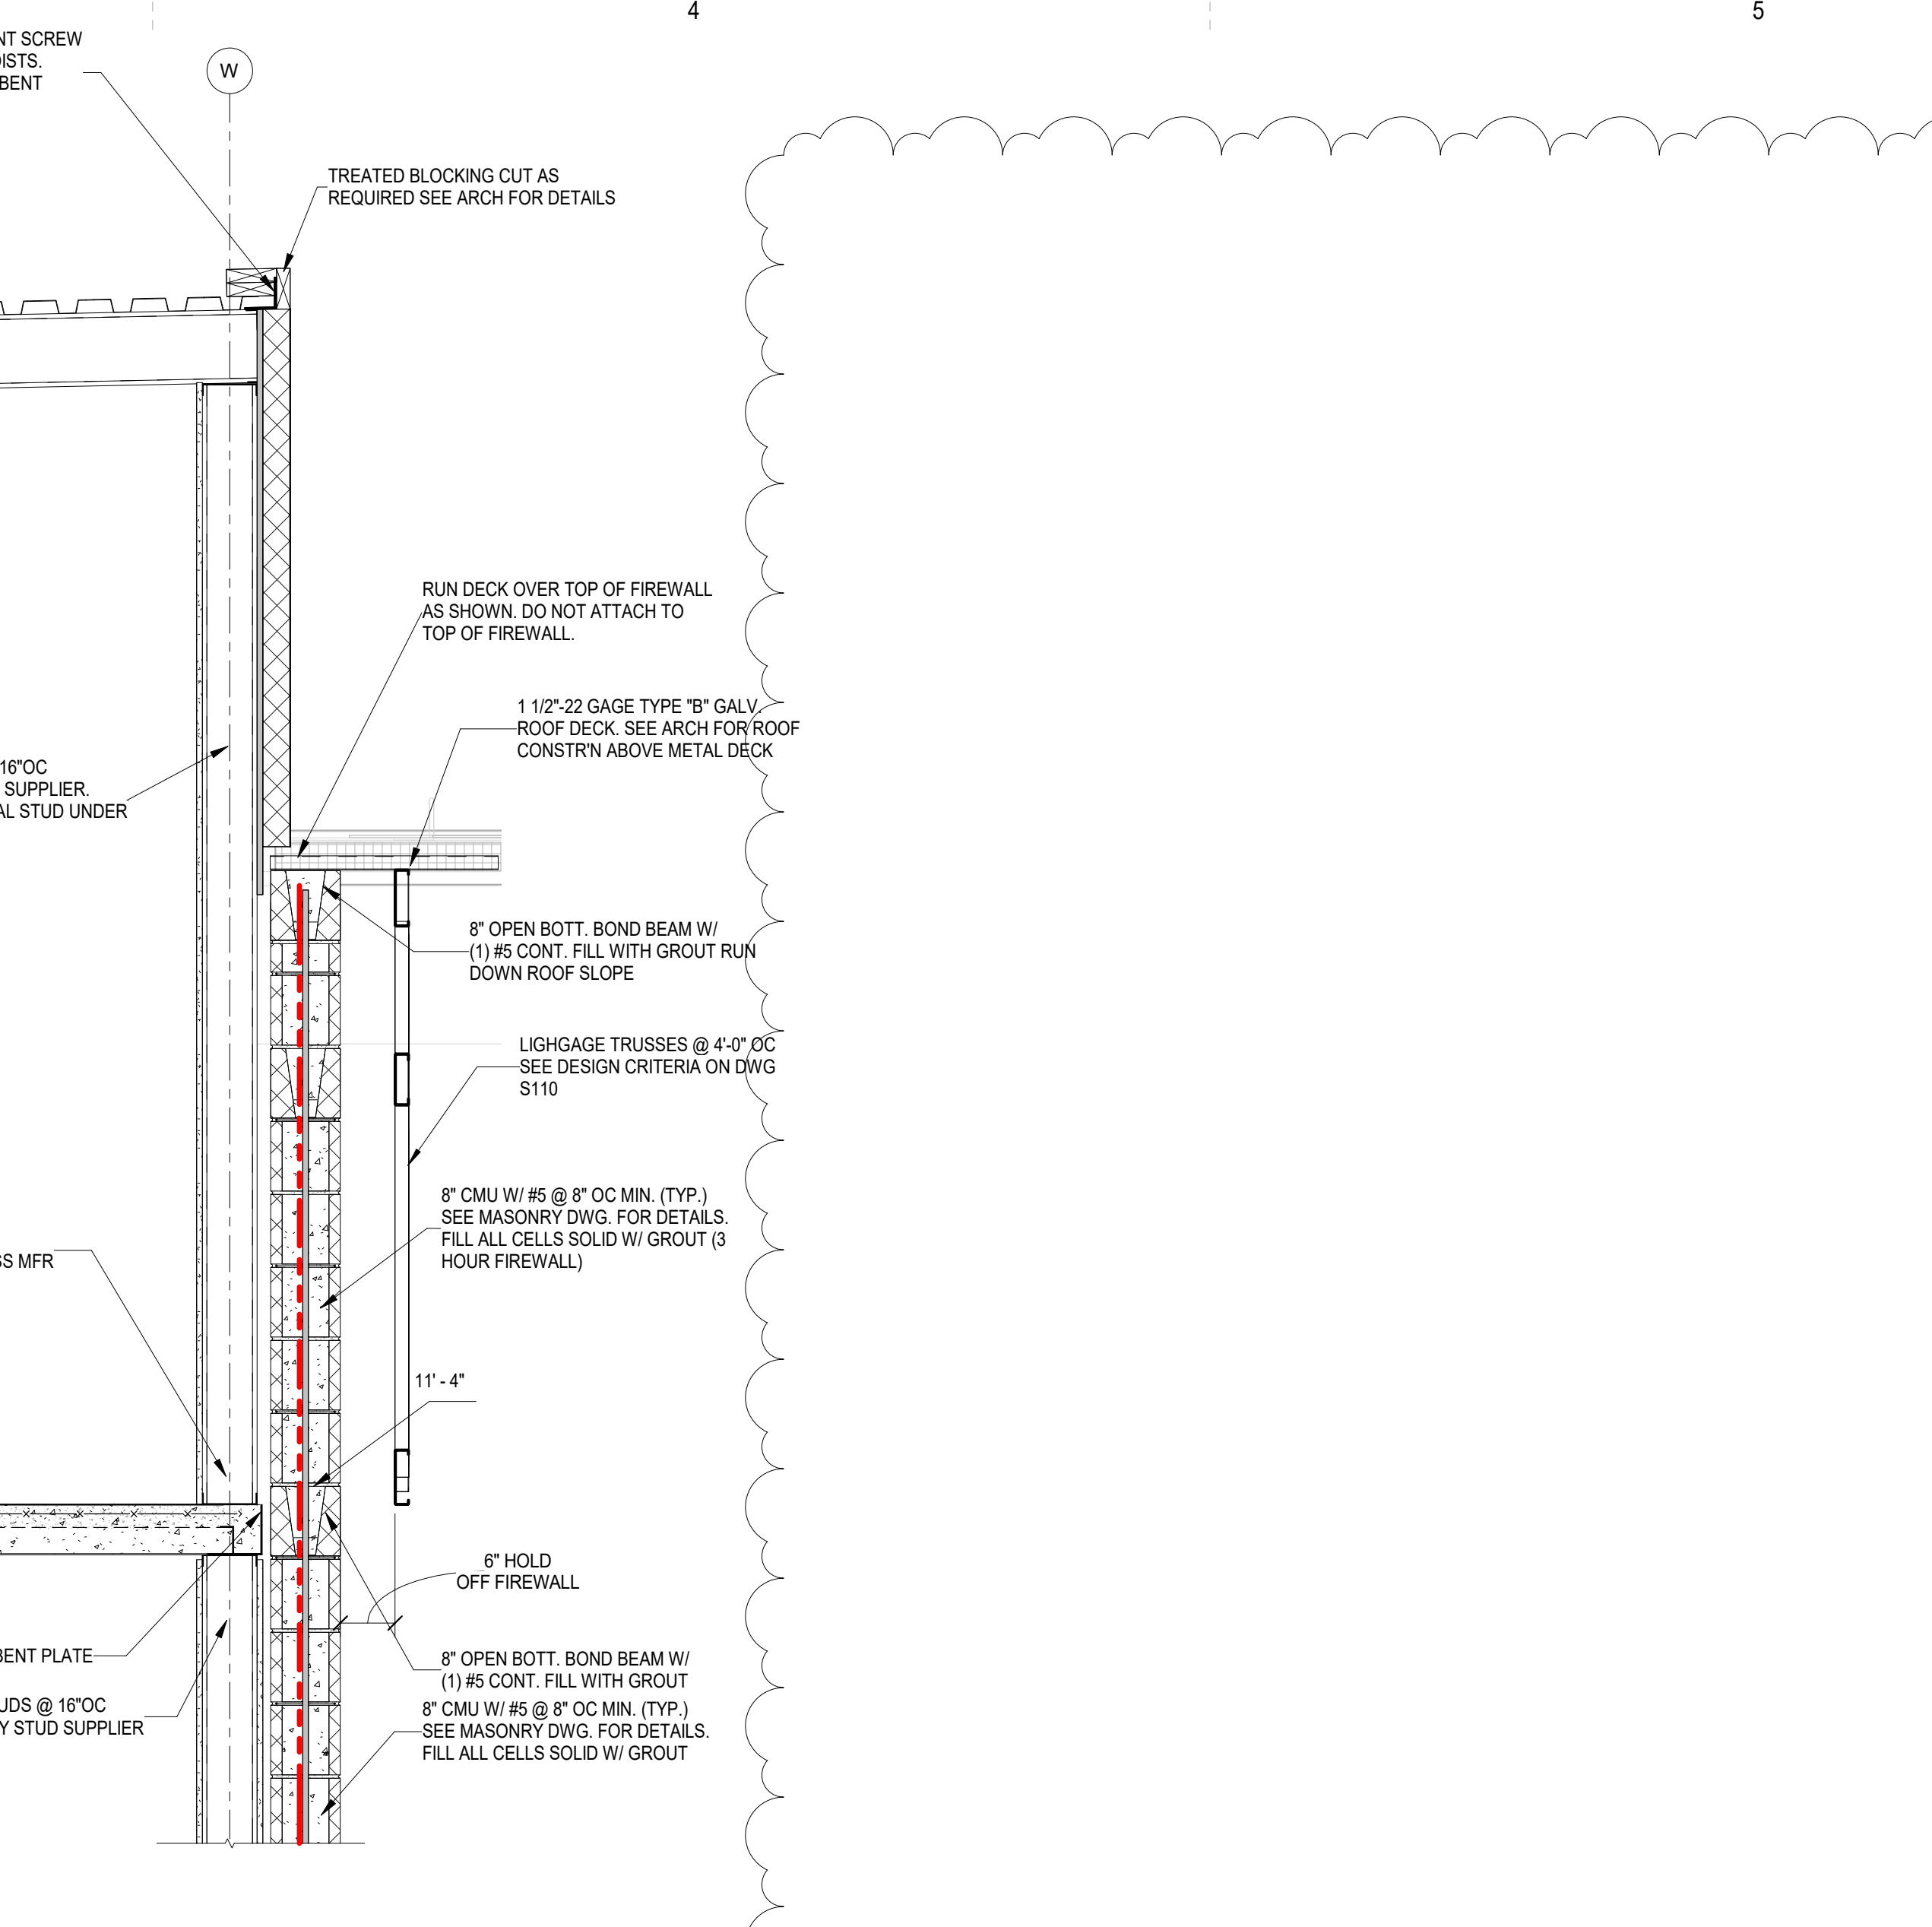 4
5
NT SCREW
OISTS.
BENT
W
TREATED BLOCKING CUT AS
REQUIRED SEE ARCH FOR DETAILS
RUN DECK OVER TOP OF FIREWALL
AS SHOWN. DO NOT ATTACH TO
TOP OF FIREWALL.
1 1/2"-22 GAGE TYPE "B" GALV.
ROOF DECK. SEE ARCH FOR ROOF
CONSTR'N ABOVE METAL DECK
16"OC
SUPPLIER.
AL STUD UNDER
8" OPEN BOTT. BOND BEAM W/
(1) #5 CONT. FILL WITH GROUT RUN
DOWN ROOF SLOPE
LIGHGAGE TRUSSES @ 4'-0" OC
SEE DESIGN CRITERIA ON DWG
S110
8" CMU W/ #5 @ 8" OC MIN. (TYP.)
SEE MASONRY DWG. FOR DETAILS.
FILL ALL CELLS SOLID W/ GROUT (3
HOUR FIREWALL)
SS MFR
11' - 4"
6" HOLD
OFF FIREWALL
BENT PLATE
8" OPEN BOTT. BOND BEAM W/
(1) #5 CONT. FILL WITH GROUT
UDS @ 16"OC
Y STUD SUPPLIER
8" CMU W/ #5 @ 8" OC MIN. (TYP.)
SEE MASONRY DWG. FOR DETAILS.
FILL ALL CELLS SOLID W/ GROUT